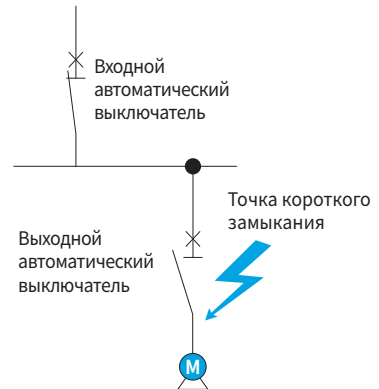 Входной
автоматический
выключатель
Точка короткого
замыкания
Выходной
автоматический
выключатель
M